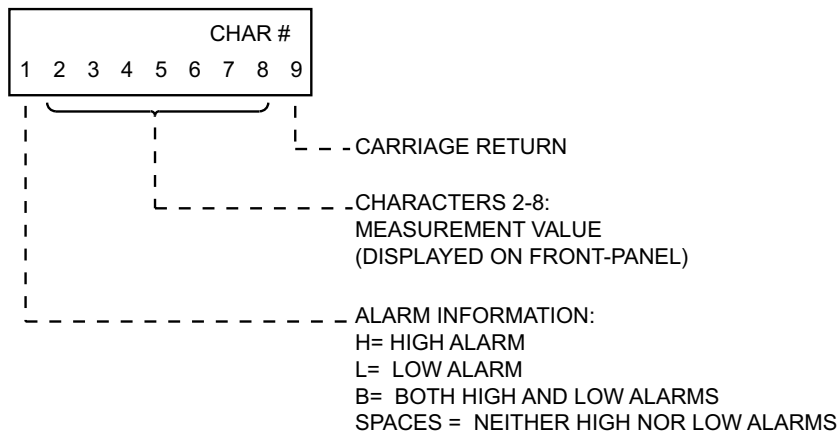 CHAR #
1 2 3 4 5 6 7 8 9
CARRIAGE RETURN
CHARACTERS 2-8:
MEASUREMENT VALUE
(DISPLAYED ON FRONT-PANEL)
ALARM INFORMATION:
H= HIGH ALARM
L= LOW ALARM
B= BOTH HIGH AND LOW ALARMS
SPACES = NEITHER HIGH NOR LOW ALARMS